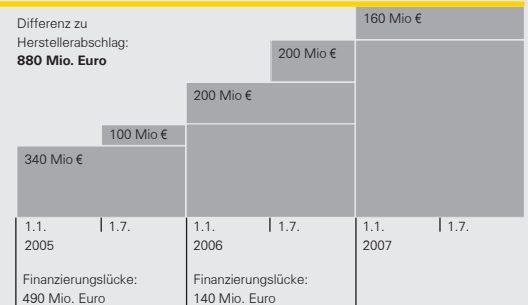 Differenz zu
Herstellerabschlag:
880 Mio. Euro
160 Mio €
200 Mio €
200 Mio €
100 Mio €
340 Mio €
1.1. 1.7. 1.1. 1.7. 1.1. 1.7.
2005 2006 2007
Finanzierungslücke: Finanzierungslücke:
490 Mio. Euro 140 Mio. Euro